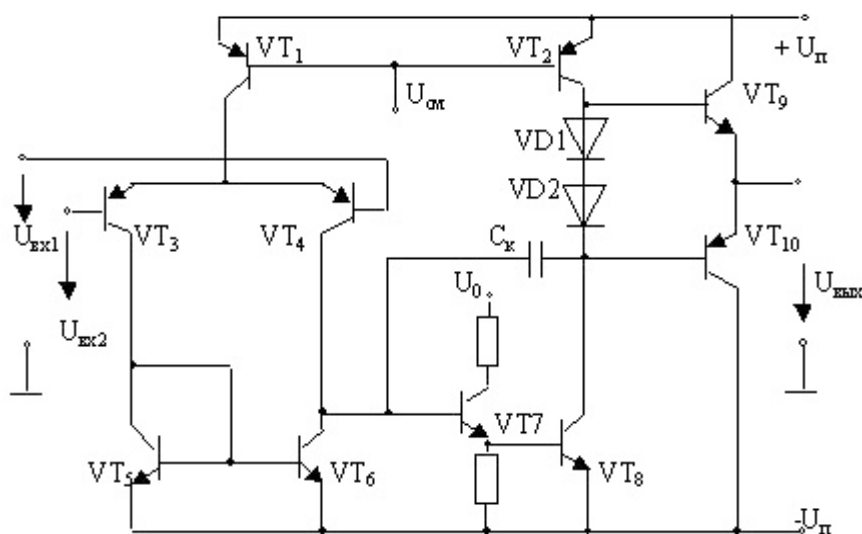 VT₁
VT₂
+ Uп
Uсм
VT₉
VD1
VD2
Uвх1
VT₃
VT₄
Cк
VT₁₀
Uвх2
U₀
Uвых
VT7
VT₅
VT₆
VT₈
-Uп